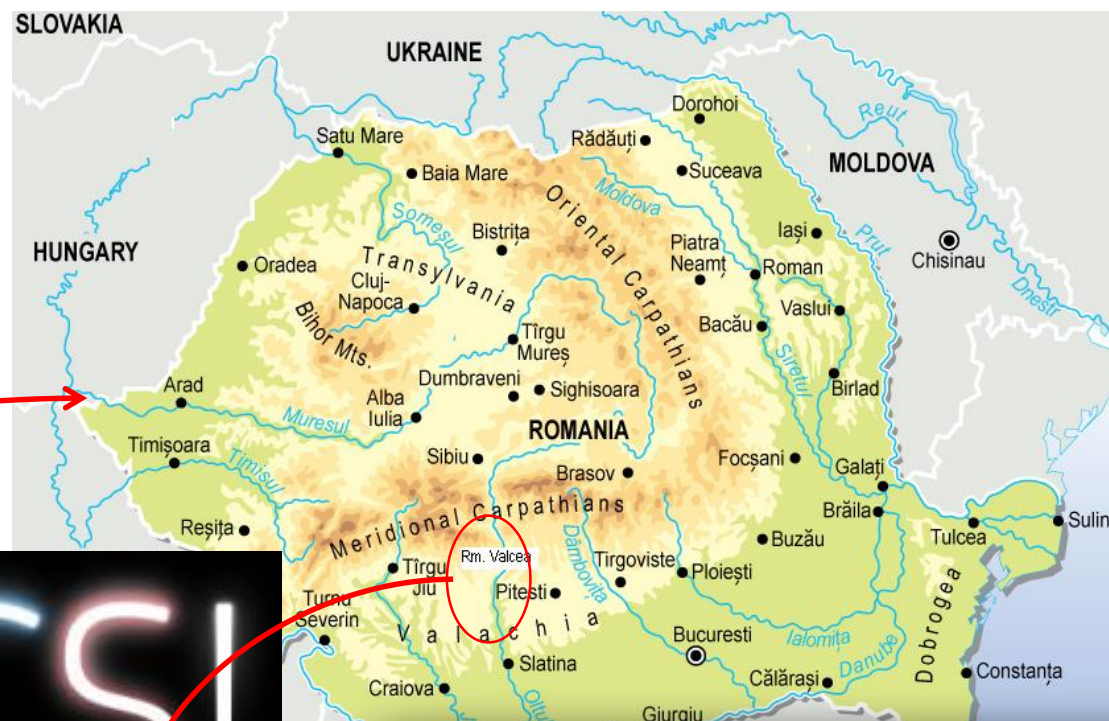 SLOVAKIA
UKRAINE
Dorohoi
Reut
Satu Mare
Rădăuți
MOLDOVA
Baia Mare
Suceava
Moldova
Someșul
Oriental Carpathians
Bistrița
Iași
Prut
HUNGARY
Transylvania
Piatra
Neamț
Chisinau
Oradea
Roman
Cluj-
Napoca
Dnestr
Bihor Mts.
Vaslui
Bacău
Tîrgu
Mureș
Siretul
Dumbraveni
Sighisoara
Birlad
Arad
Alba
Iulia
Muresul
ROMANIA
Timișoara
Timisul
Sibiu
Brasov
Focșani
Galați
Meridional Carpathians
Brăila
Reșița
Tulcea
Sulin
Buzău
Rm. Valcea
Dâmbovița
Tirgoviste
Tîrgu
Jiu
Ploiești
Pitesti
Turnu
Severin
Valachia
Bucuresti
Ialomița
Dobrogea
Slatina
Danube
Călărași
Constanța
Craiova
Oltu
Giurgiu
SI